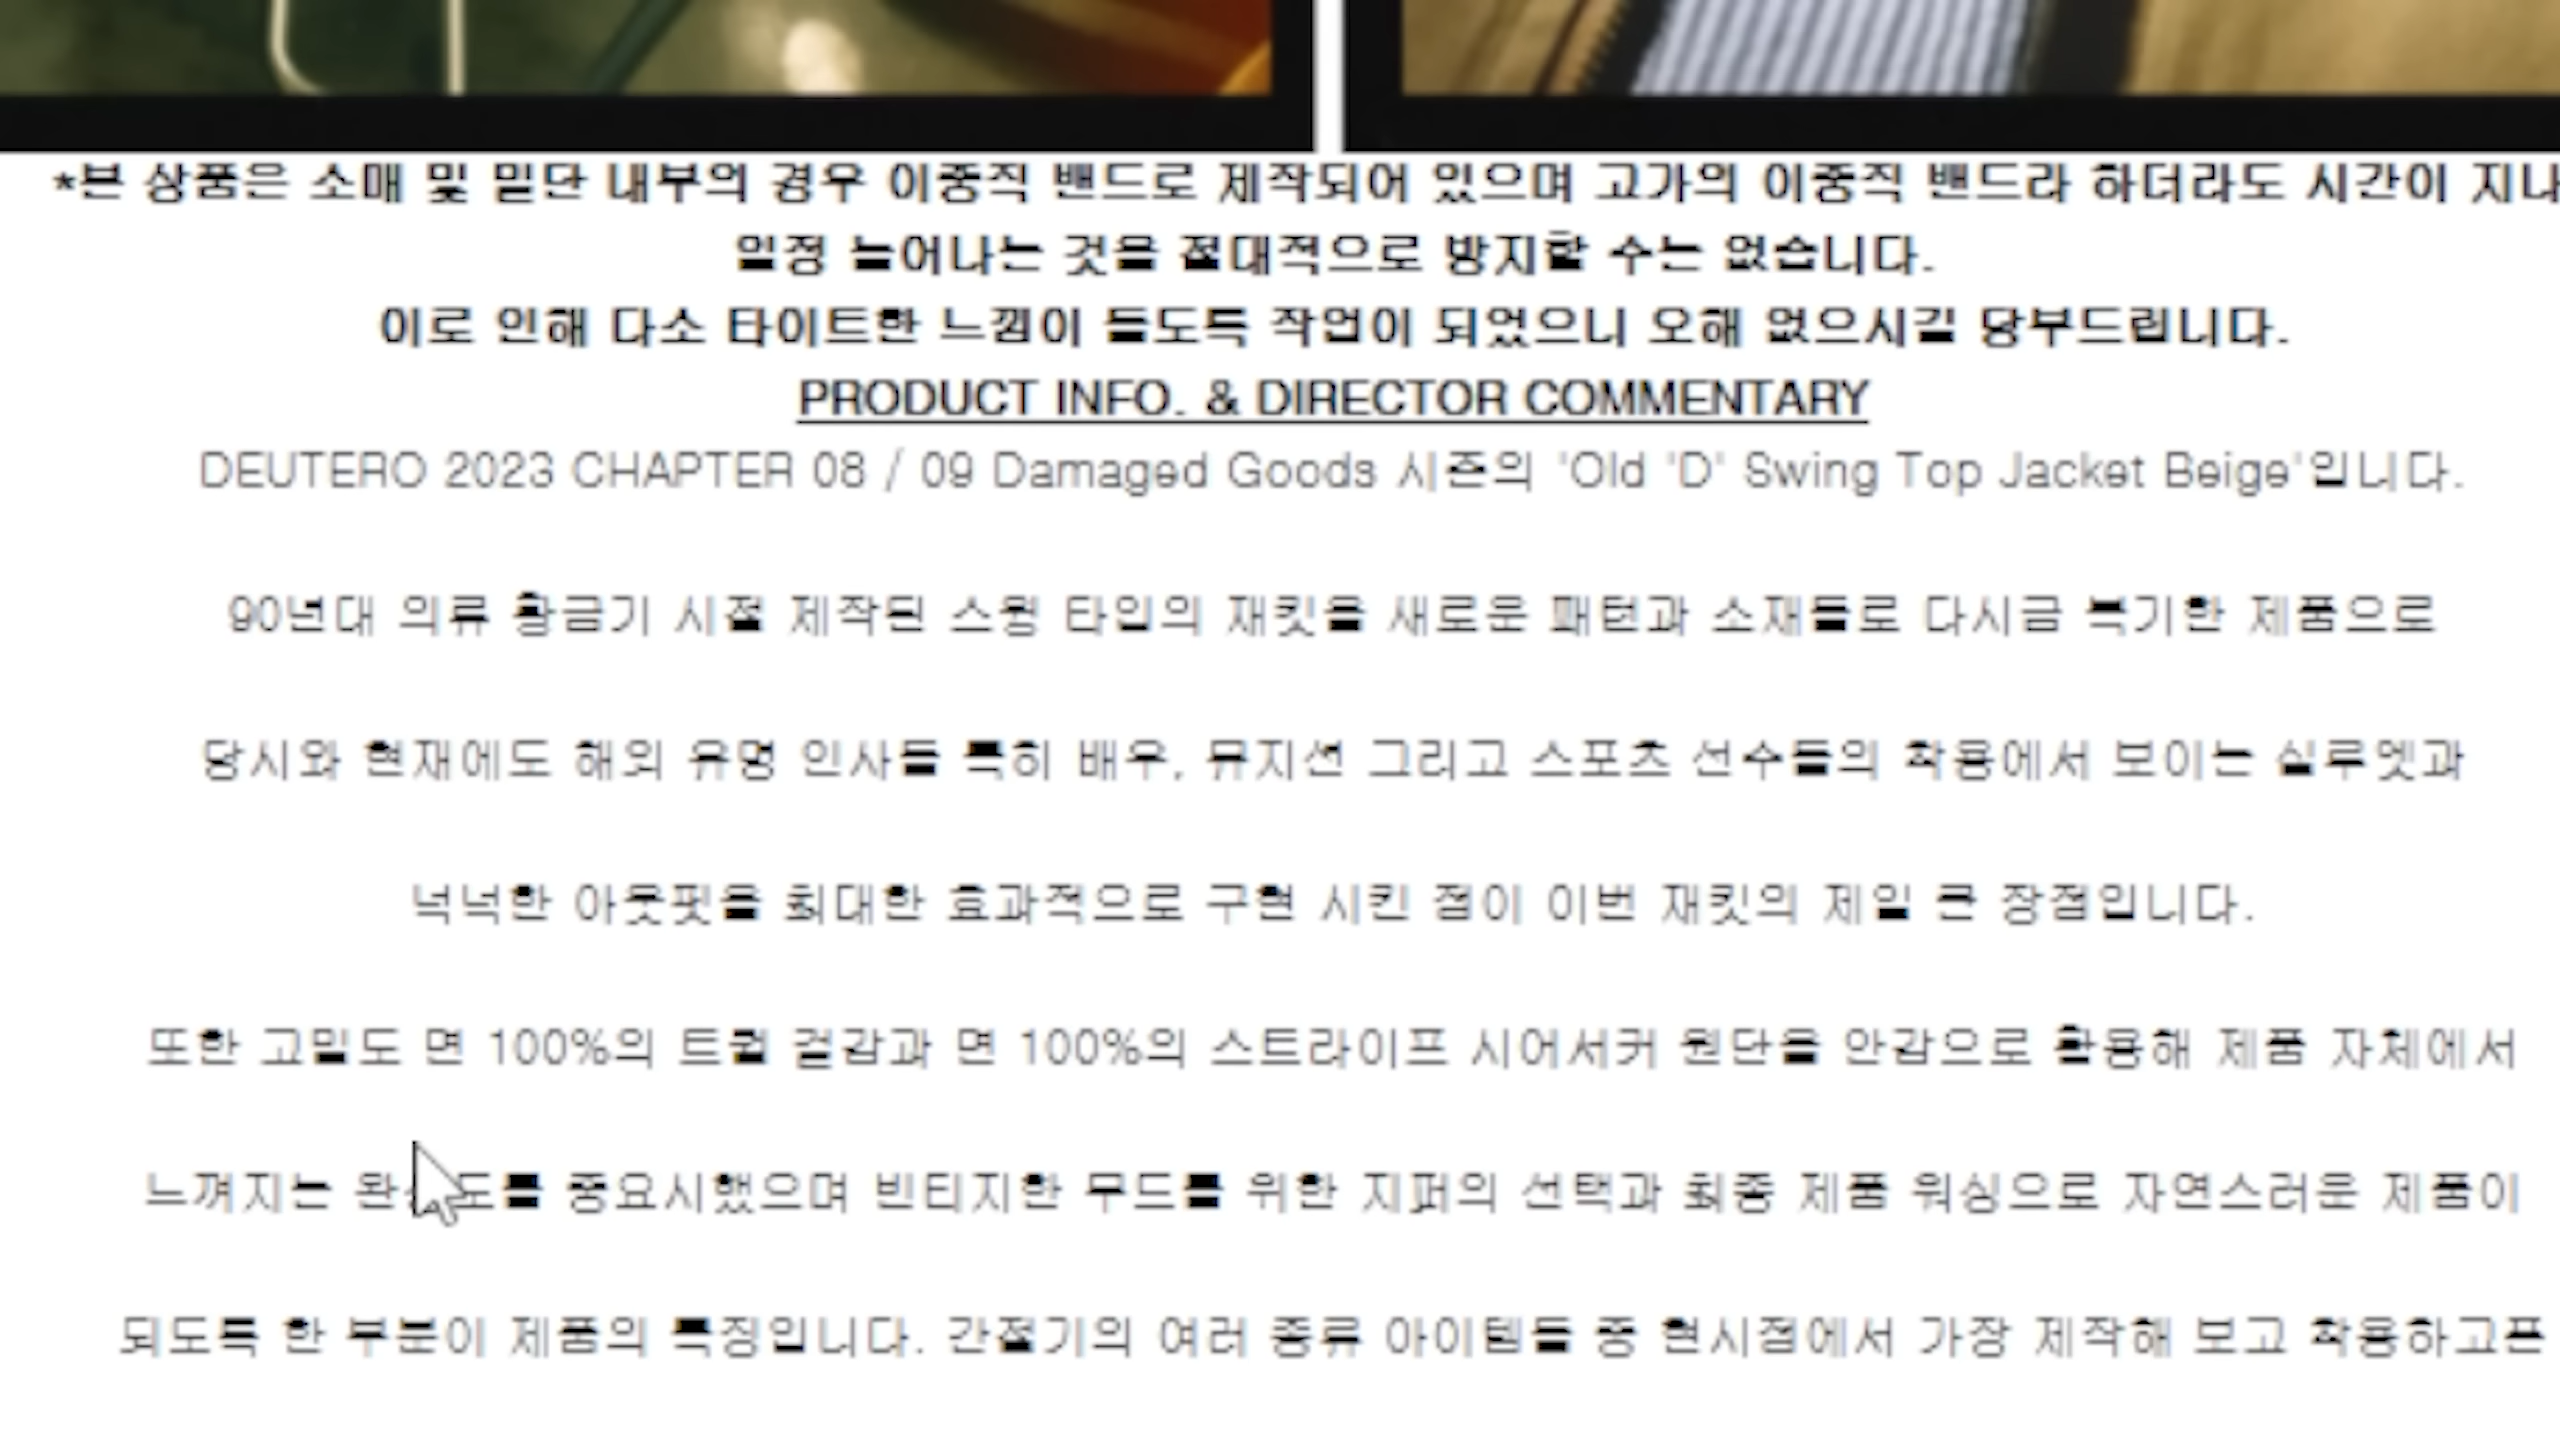 *본 상품은 소매 및 밑단 내부의 경우 이중직 밴드로 제작되어 있으며 고가의 이중직 밴드라 하더라도 시간이 지나
일정 늘어나는 것을 절대적으로 방지할 수는 없습니다.
이로 인해 다소 타이트한 느낌이 들도록 작업이 되었으니 오해 없으시길 당부드립니다.
PRODUCT INFO. & DIRECTOR COMMENTARY
DEUTERO 2023 CHAPTER 08 / 09 Damaged Goods 시즌의 'Old 'D' Swing Top Jacket Beige'입니다.
90년대 의류 황금기 시절 제작된 스윙 타입의 재킷을 새로운 패턴과 소재들로 다시금 복기한 제품으로
당시와 현재에도 해외 유명 인사들 특히 배우, 뮤지션 그리고 스포츠 선수들의 착용에서 보이는 실루엣과
넉넉한 아웃핏을 최대한 효과적으로 구현 시킨 점이 이번 재킷의 제일 큰 장점입니다.
또한 고밀도 면 100%의 트윌 겉감과 면 100%의 스트라이프 시어서커 원단을 안감으로 활용해 제품 자체에서
느껴지는 중요시했으며 빈티지한 무드를 위한 지퍼의 선택과 최종 제품 워싱으로 자연스러운 제품이
되도록 한 부분이 제품의 특징입니다. 간절기의 여러 종류 아이템들 중 현시점에서 가장 제작해 보고 착용하고픈